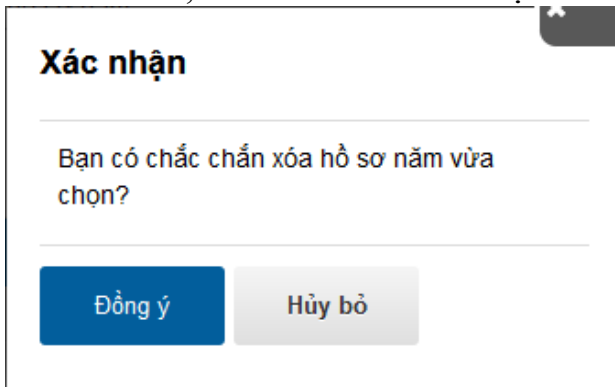 Xác nhận
Bạn có chắc chắn xóa hồ sơ năm vừa
chọn?
Đồng ý
Hủy bỏ